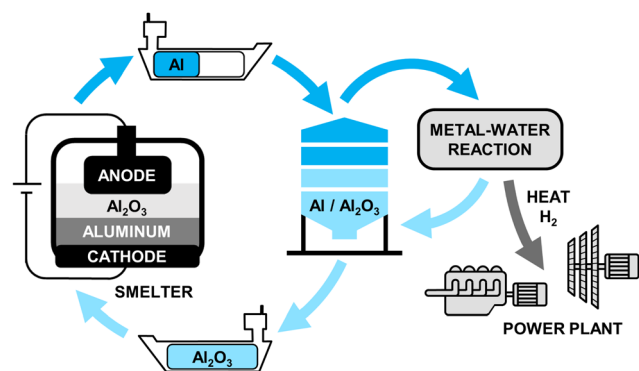 Al
METAL-WATER
REACTION
ANODE
Al₂O₃
ALUMINUM
CATHODE
SMELTER
Al / Al₂O₃
HEAT
H₂
POWER PLANT
Al₂O₃